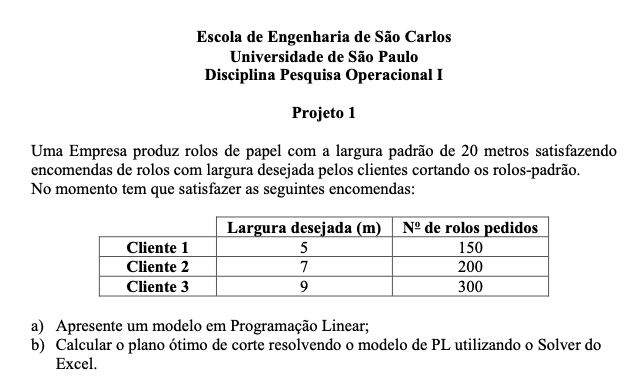 Escola de Engenharia de São Carlos
Universidade de São Paulo
Disciplina Pesquisa Operacional I
Projeto 1
Uma Empresa produz rolos de papel com a largura padrão de 20 metros satisfazendo
encomendas de rolos com largura desejada pelos clientes cortando os rolos-padrão.
No momento tem que satisfazer as seguintes encomendas:
Largura desejada (m) Nº de rolos pedidos
Cliente 1 5 150
Cliente 2 7 200
Cliente 3 9 300
a) Apresente um modelo em Programação Linear;
b) Calcular o plano ótimo de corte resolvendo o modelo de PL utilizando o Solver do
Excel.